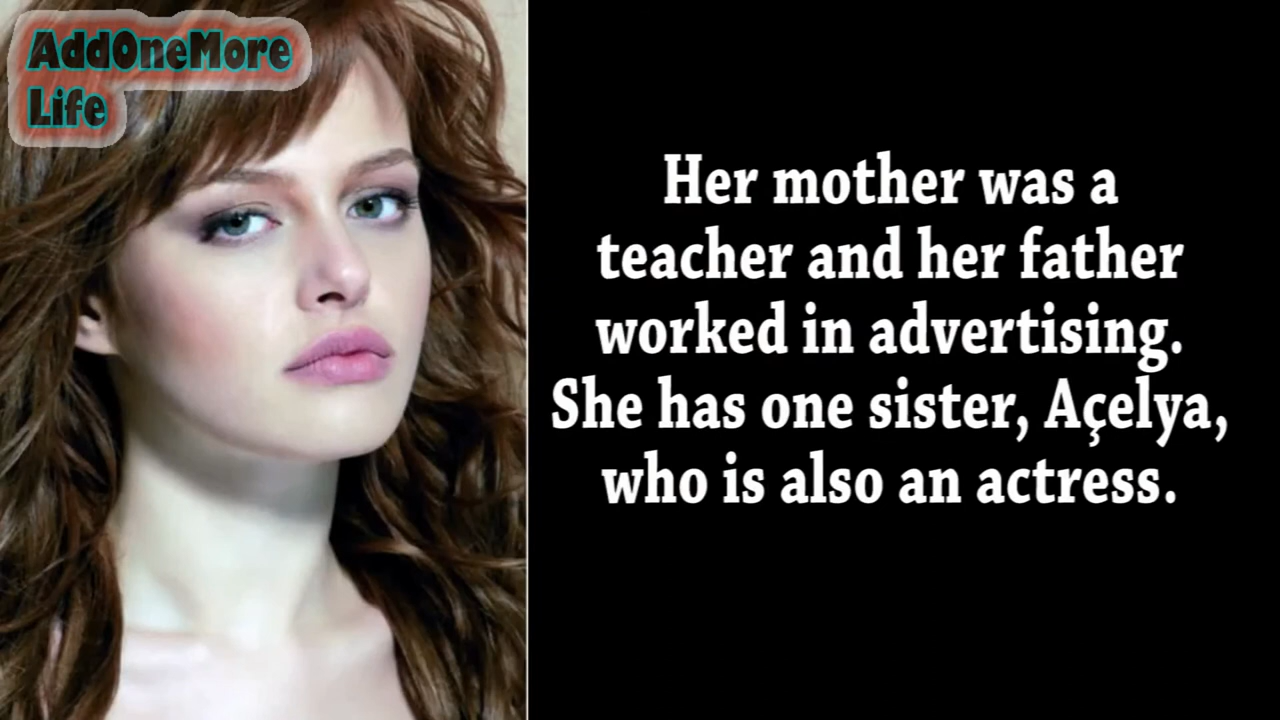 AddOneMore
Life
Her mother was a
teacher and her father
worked in advertising.
She has one sister, Açelya,
who is also an actress.